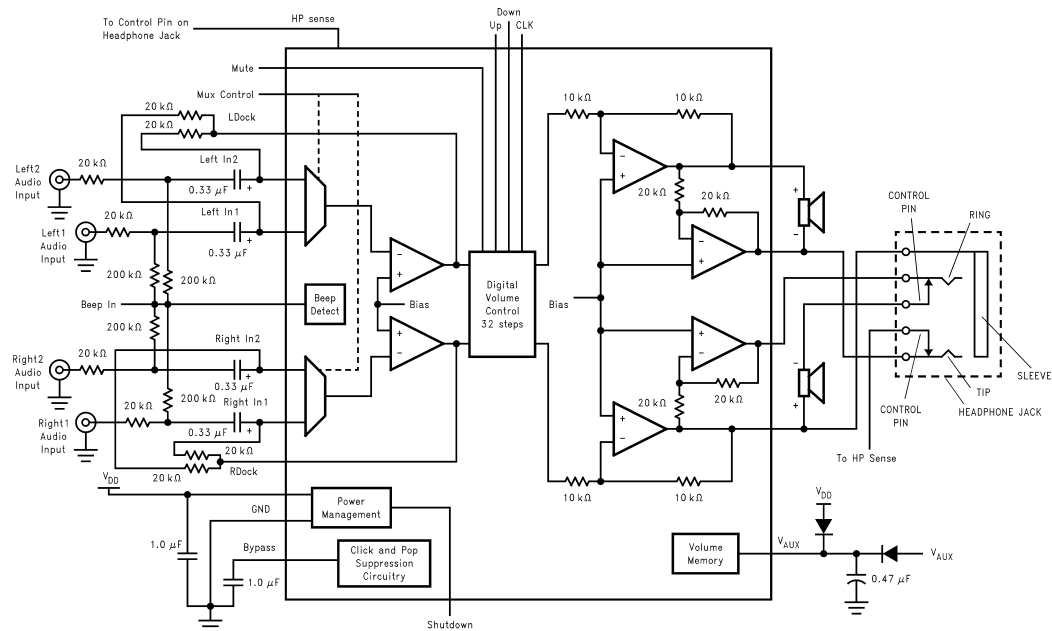 Down
To Control Pin on
Headphone Jack
HP sense
Up
CLK
Mute
Mux Control
20 kΩ
LDock
20 kΩ
10 kΩ
10 kΩ
Left2
Audio
Input
20 kΩ
Left In2
0.33 µF
+
20 kΩ
Left In1
0.33 µF
+
Left1
Audio
Input
200 kΩ
200 kΩ
Beep In
200 kΩ
Beep
Detect
−
+
Bias
+
−
Digital
Volume
Control
32 steps
Bias
−
+
20 kΩ
20 kΩ
−
+
+
−
20 kΩ
20 kΩ
+
−
+
−
−
+
CONTROL
PIN
RING
SLEEVE
TIP
HEADPHONE JACK
CONTROL
PIN
To HP Sense
Right2
Audio
Input
20 kΩ
Right In2
0.33 µF
+
200 kΩ
Right In1
20 kΩ
0.33 µF
+
Right1
Audio
Input
20 kΩ
RDock
20 kΩ
10 kΩ
10 kΩ
VDD
GND
Power
Management
1.0 µF
Bypass
Click and Pop
Suppression
Circuitry
1.0 µF
Shutdown
Volume
Memory
VAUX
VDD
VAUX
0.47 µF